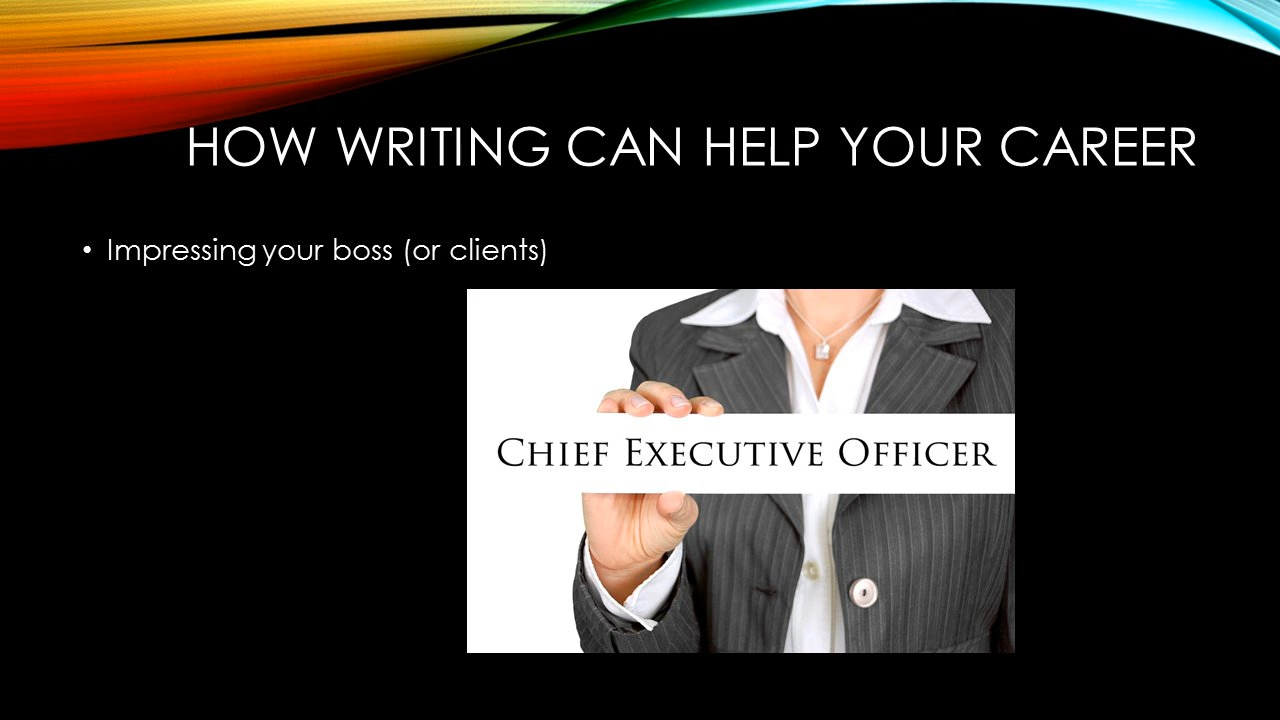 HOW WRITING CAN HELP YOUR CAREER
• Impressing your boss (or clients)
CHIEF EXECUTIVE OFFICER